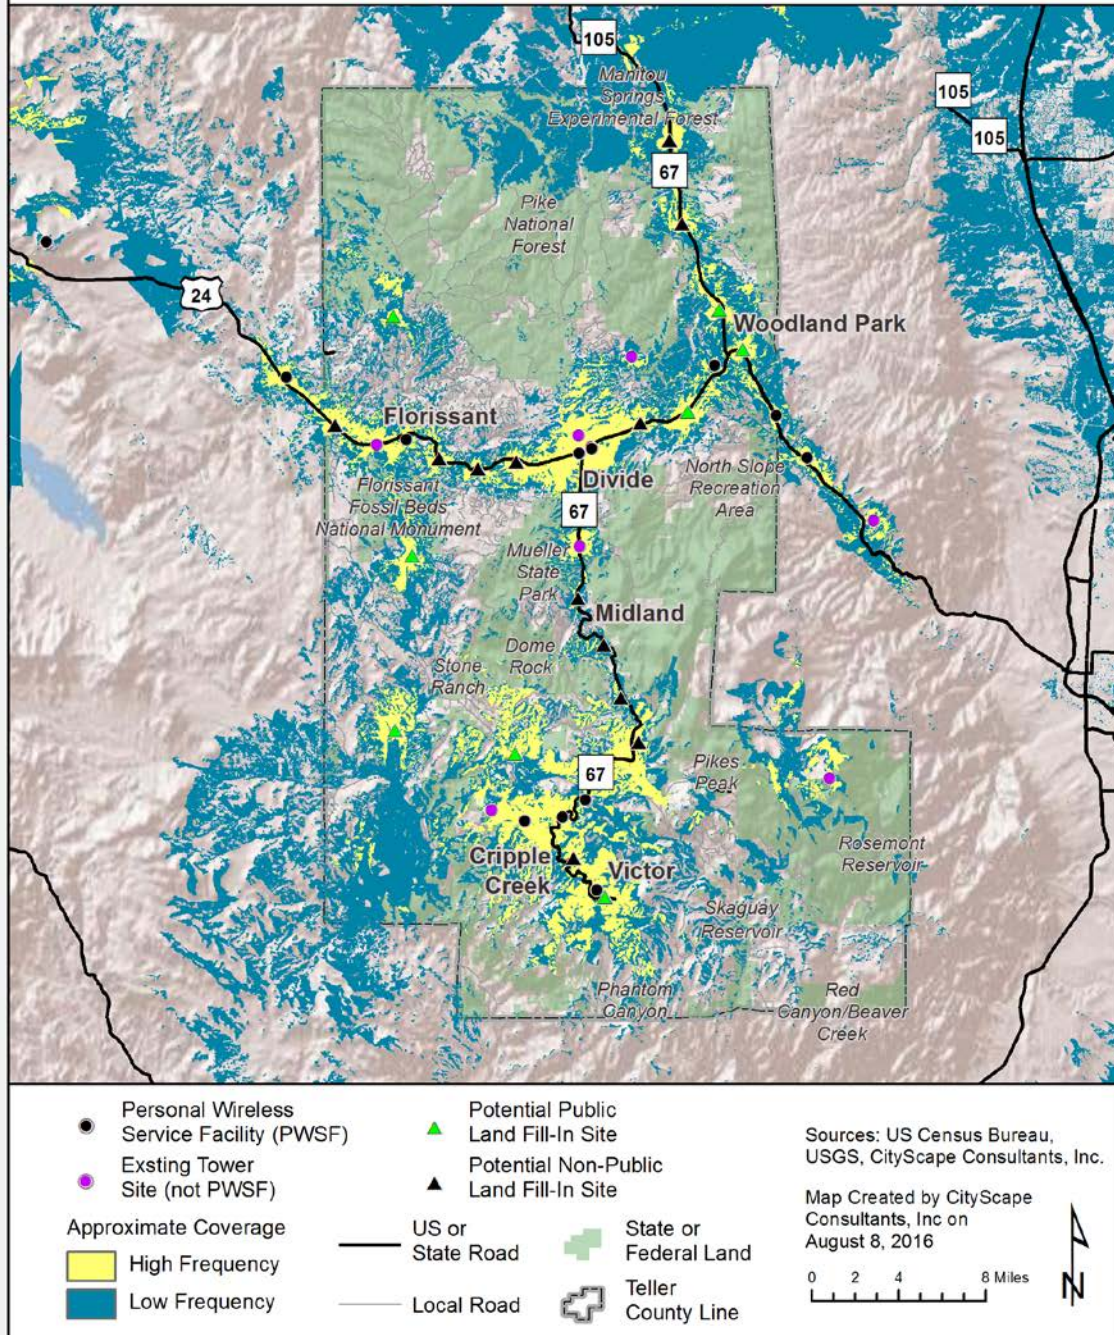 105
Manitou
Springs
Experimental Forest
105
105
67
Pike
National
Forest
24
Woodland Park
Florissant
Divide
North Slope
Recreation
Area
Florissant
Fossil Beds
National Monument
67
Mueller
State
Park
Midland
Dome
Rock
Stone
Ranch
67
Pikes
Peak
Rosemont
Reservoir
Cripple
Creek
Victor
Skaguay
Reservoir
Phantom
Canyon
Red
Canyon/Beaver
Creek
Personal Wireless
Service Facility (PWSF)
Exsting Tower
Site (not PWSF)
Approximate Coverage
High Frequency
Low Frequency
Potential Public
Land Fill-In Site
Potential Non-Public
Land Fill-In Site
US or
State Road
Local Road
State or
Federal Land
Teller
County Line
Sources: US Census Bureau,
USGS, CityScape Consultants, Inc.
Map Created by CityScape
Consultants, Inc on
August 8, 2016
0 2 4 8 Miles
N